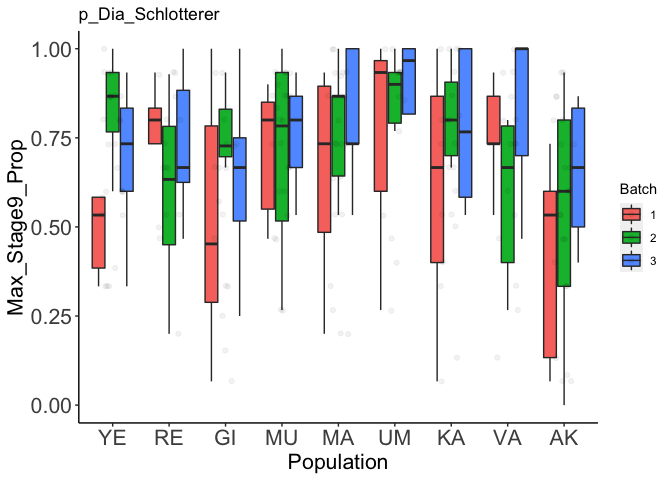 p_Dia_Schlotterer
Max_Stage9_Prop
1.00
0.75
0.50
0.25
0.00
YE RE GI MU MA UM KA VA AK
Population
Batch
1
2
3